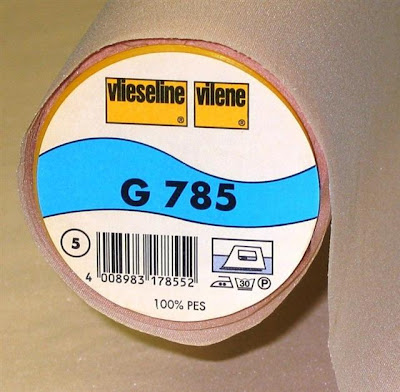 vlieseline® vilene®
G 785
5
4 008983 178552
30 P
100% PES